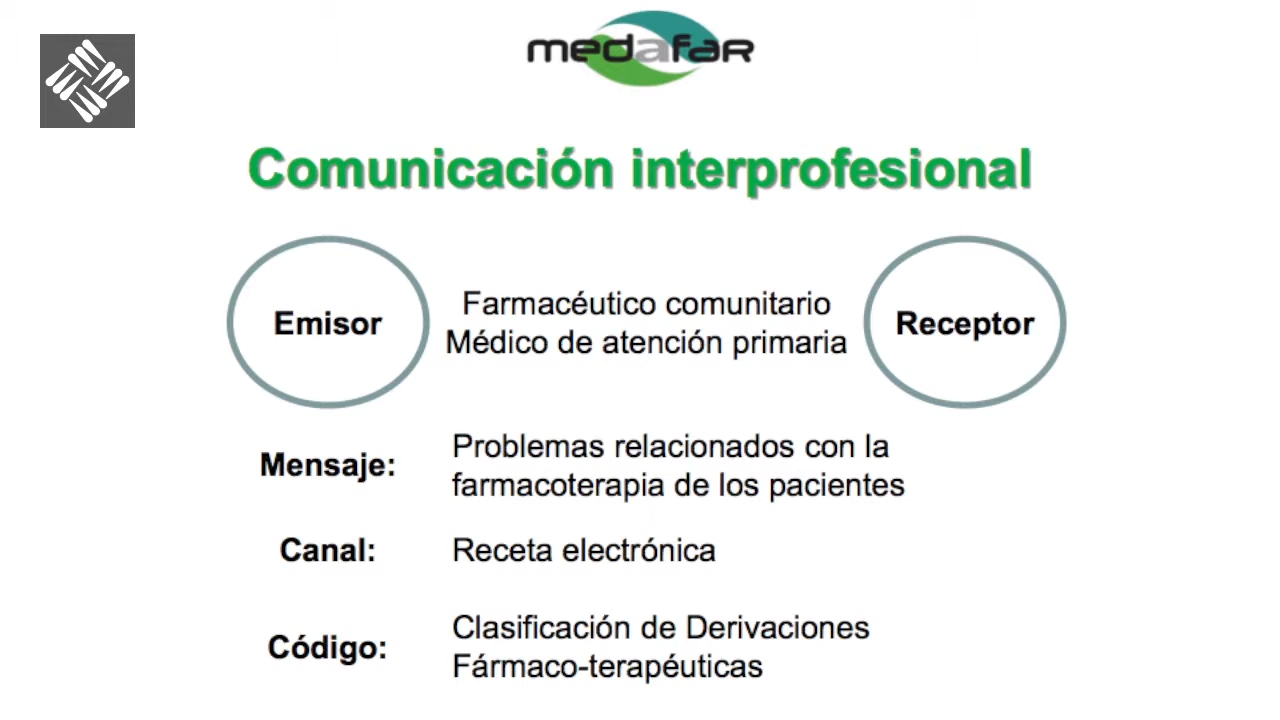 medafar
Comunicación interprofesional
Emisor
Farmacéutico comunitario
Médico de atención primaria
Receptor
Mensaje:
Problemas relacionados con la
farmacoterapia de los pacientes
Canal:
Receta electrónica
Código:
Clasificación de Derivaciones
Fármaco-terapéuticas